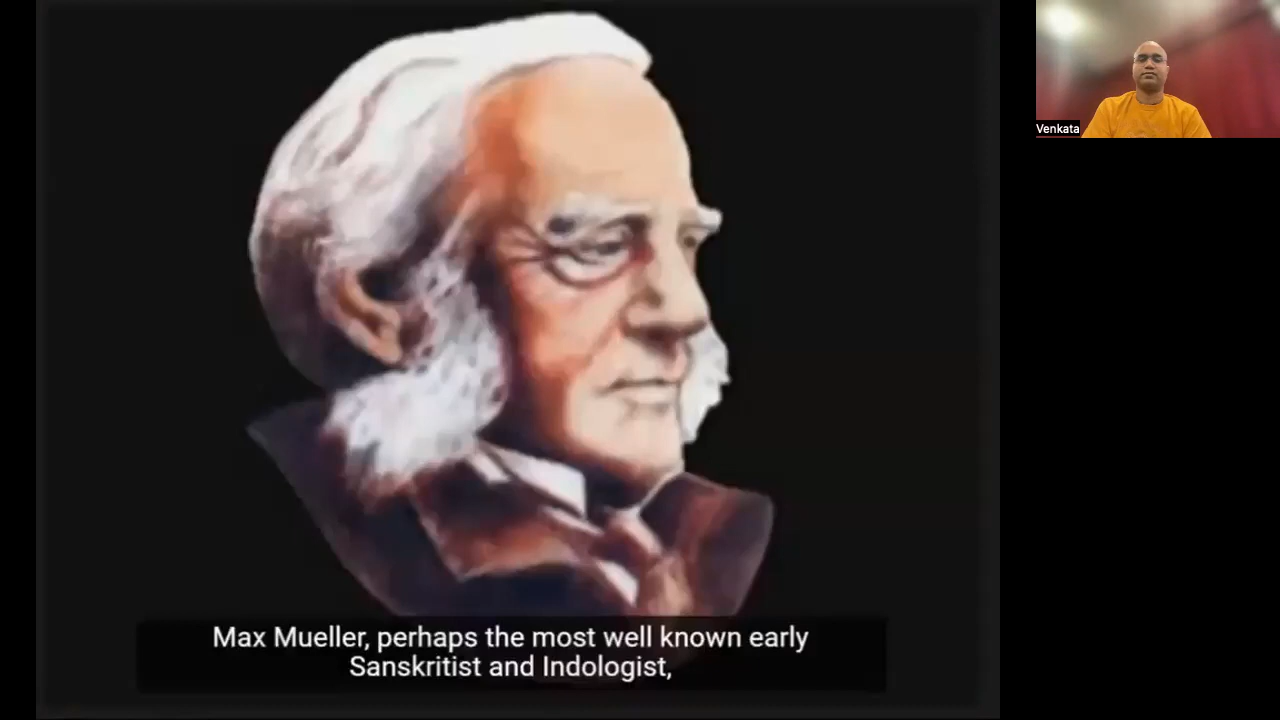 Venkata
Max Mueller, perhaps the most well known early
Sanskritist and Indologist,